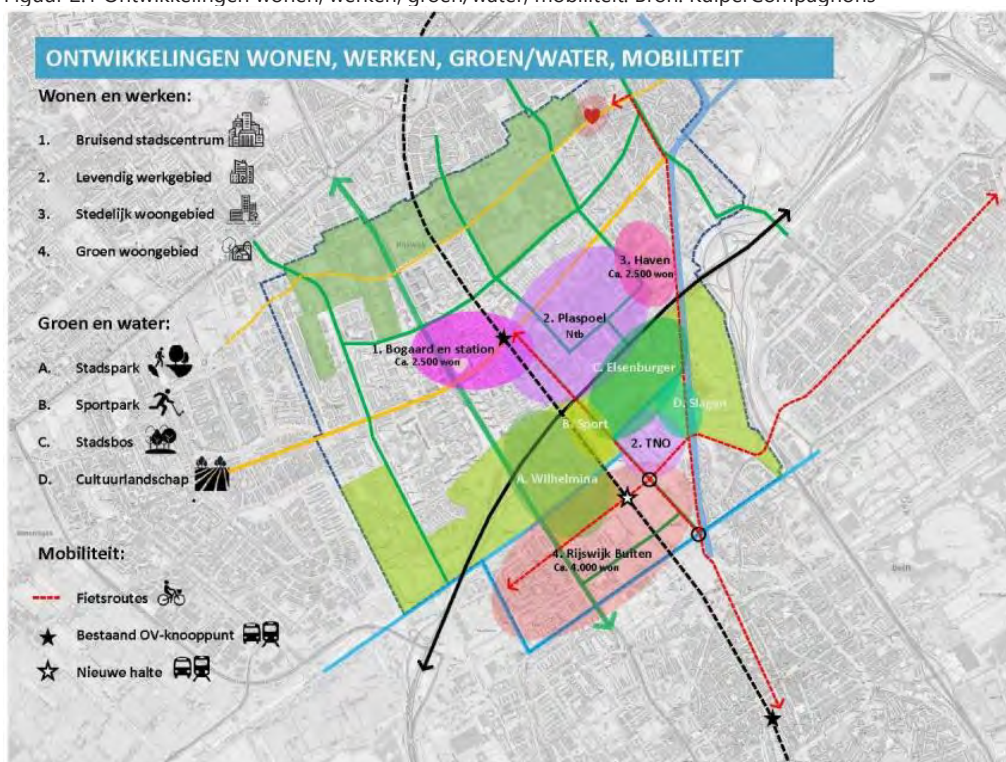 Figuur 2.1 Ontwikkelingen wonen, werken, groen/water, mobiliteit. Bron: KuiperCompagnons
ONTWIKKELINGEN WONEN, WERKEN, GROEN/WATER, MOBILITEIT
Wonen en werken:
1. Bruisend stadscentrum
2. Levendig werkgebied
3. Stedelijk woongebied
4. Groen woongebied
Groen en water:
A. Stadspark
B. Sportpark
C. Stadsbos
D. Cultuurlandschap
Mobiliteit:
Fietsroutes
Bestaand OV-knooppunt
Nieuwe halte
3. Haven
Ca. 2.500 won
2. Plaspoel
Ntb
1. Bogaard en station
Ca. 2.500 won
C. Elsenburger
D. Slagen
B. Sport
2. TNO
A. Wilhelmina
4. Rijswijk Buiten
Ca. 4.000 won
Rijswijk
Delft